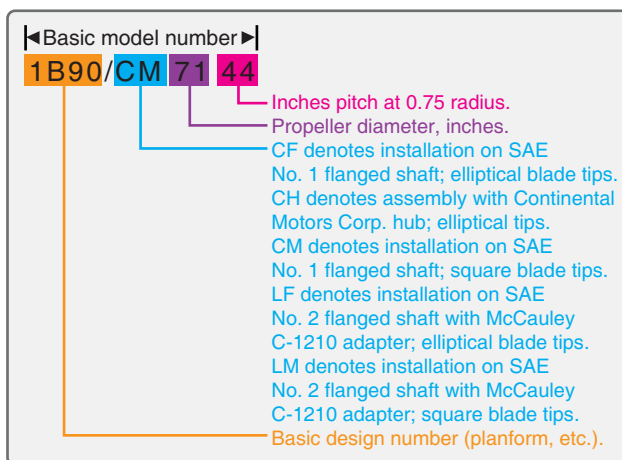 Basic model number
1B90/CM 71 44
Inches pitch at 0.75 radius.
Propeller diameter, inches.
CF denotes installation on SAE
No. 1 flanged shaft; elliptical blade tips.
CH denotes assembly with Continental
Motors Corp. hub; elliptical tips.
CM denotes installation on SAE
No. 1 flanged shaft; square blade tips.
LF denotes installation on SAE
No. 2 flanged shaft with McCauley
C-1210 adapter; elliptical blade tips.
LM denotes installation on SAE
No. 2 flanged shaft with McCauley
C-1210 adapter; square blade tips.
Basic design number (planform, etc.).